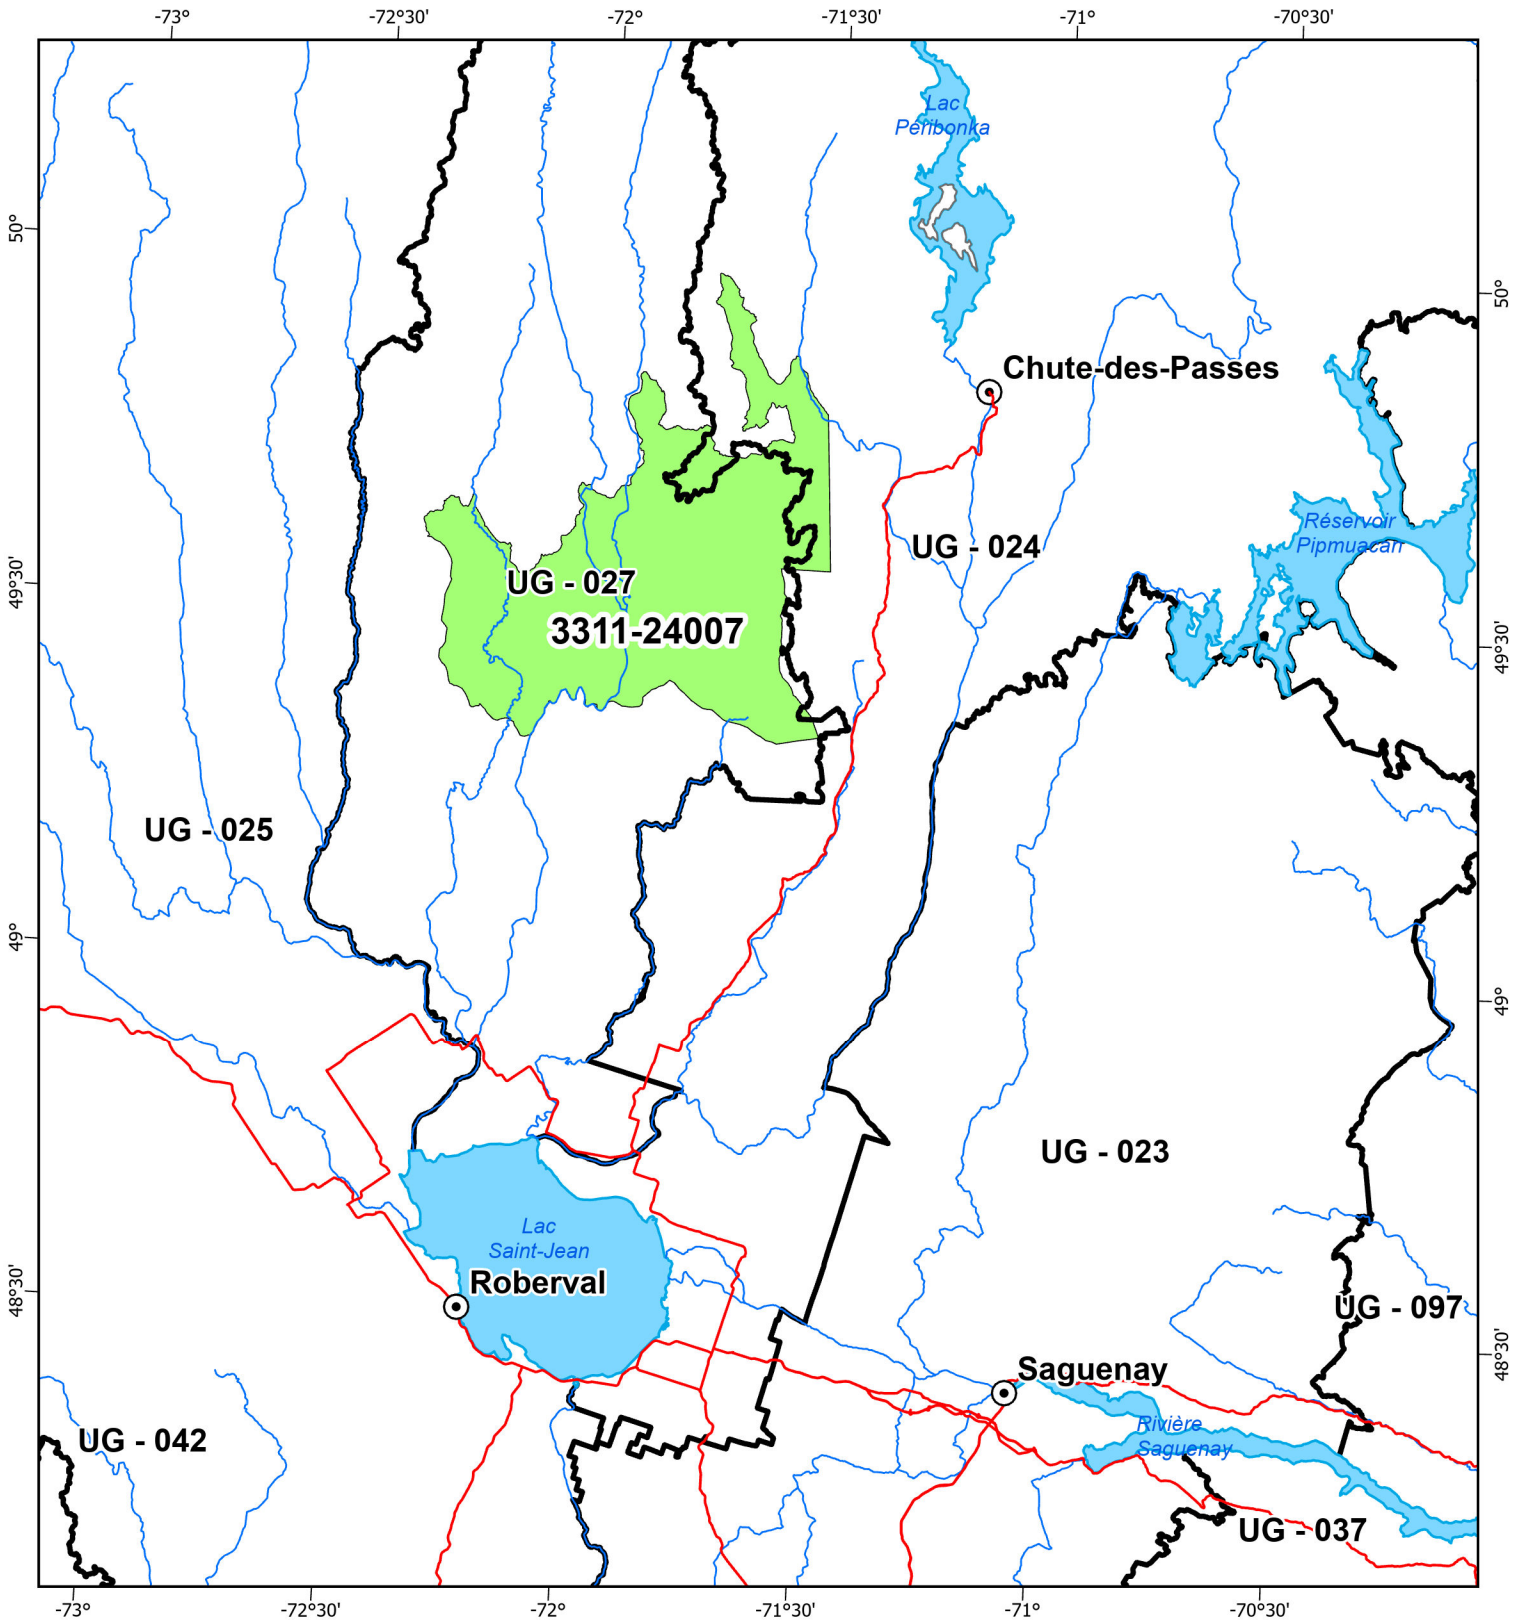 -73°
-72°30'
-72°
-71°30'
-71°
-70°30'
Lac
Péribonka
50°
50°
Chute-des-Passes
Réservoir
Pipmuacan
UG - 024
49°30'
UG - 027
3311-24007
49°30'
UG - 025
49°
49°
UG - 023
Lac
Saint-Jean
Roberval
48°30'
UG - 097
48°30'
Saguenay
Rivière
Saguenay
UG - 042
UG - 037
-73°
-72°30'
-72°
-71°30'
-71°
-70°30'